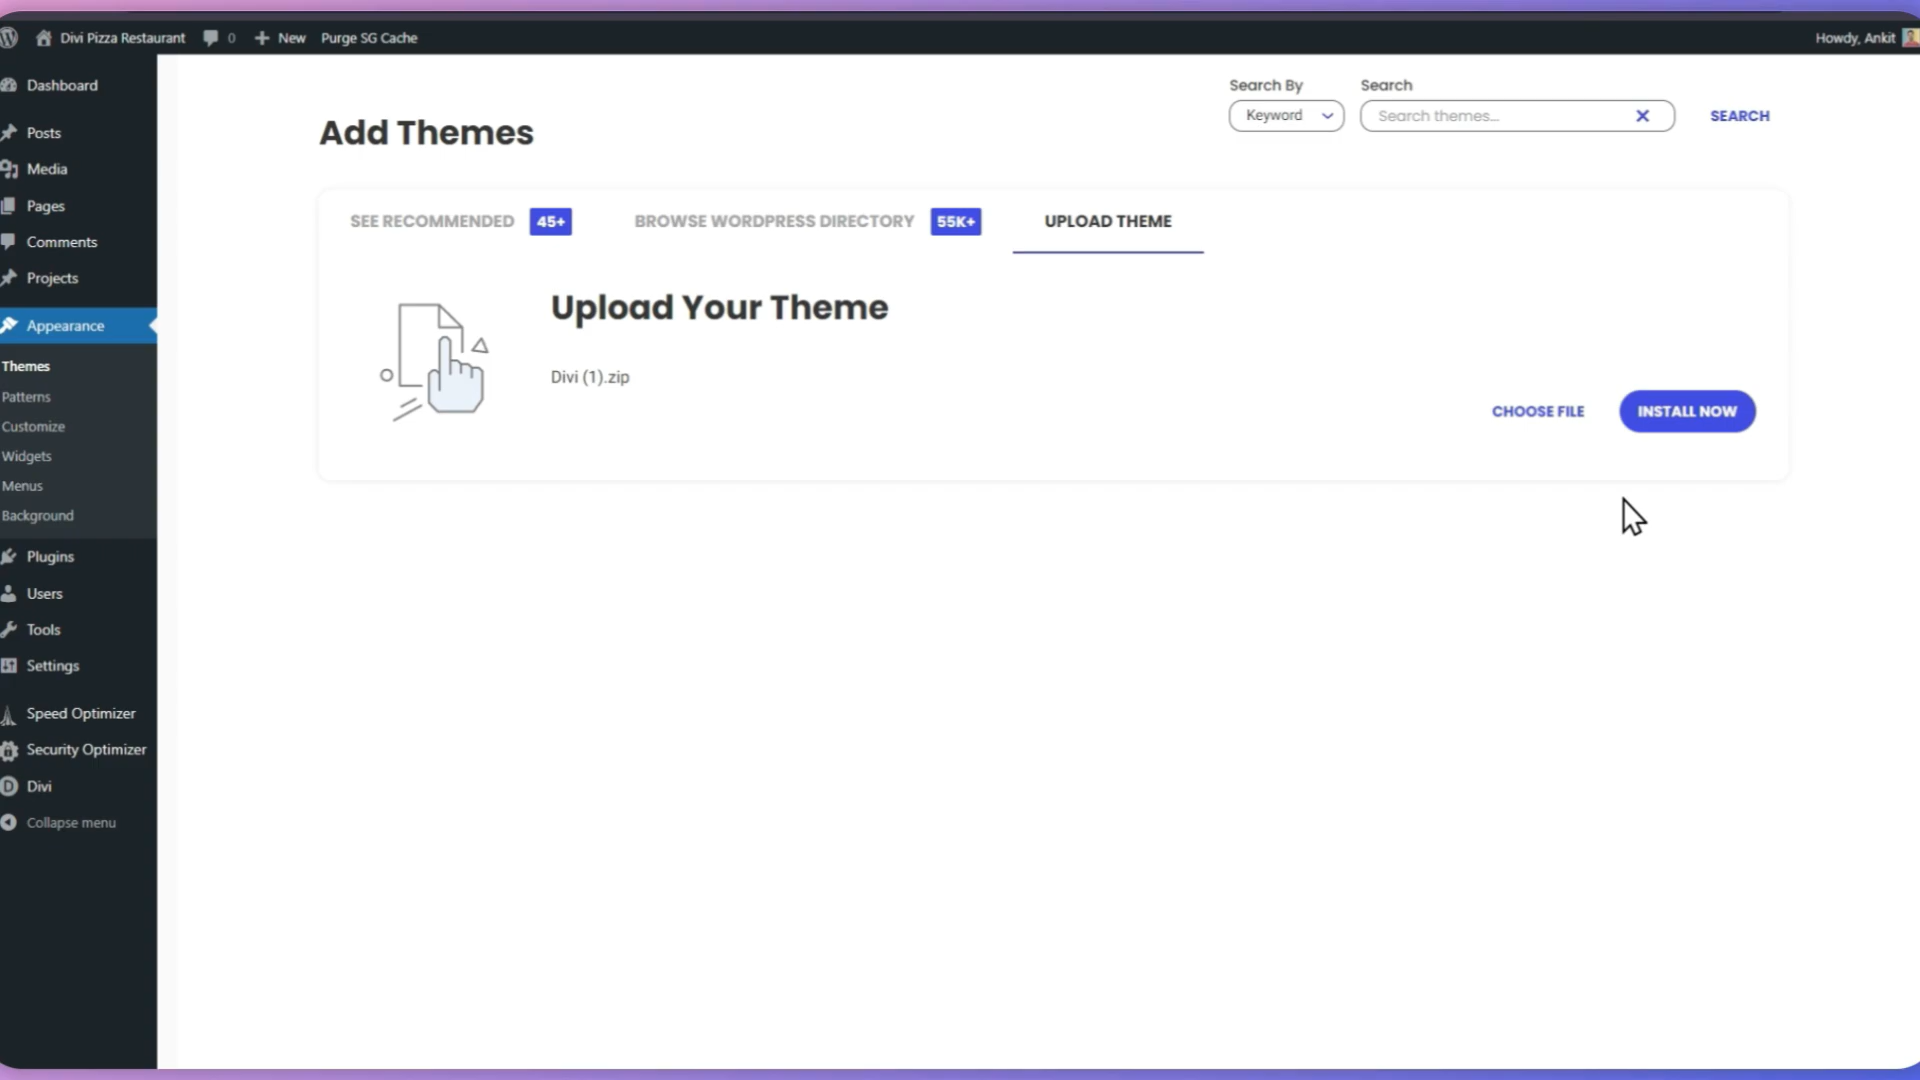 Divi Pizza Restaurant 0 New Purge SG Cache Howdy, Ankit
Dashboard
Posts
Media
Pages
Comments
Projects
Appearance
Themes
Patterns
Customize
Widgets
Menus
Background
Plugins
Users
Tools
Settings
Speed Optimizer
Security Optimizer
Divi
Collapse menu
Search By Search
Add Themes
Keyword Search themes... SEARCH
SEE RECOMMENDED 45+ BROWSE WORDPRESS DIRECTORY 55K+ UPLOAD THEME
Upload Your Theme
Divi (1).zip
CHOOSE FILE INSTALL NOW